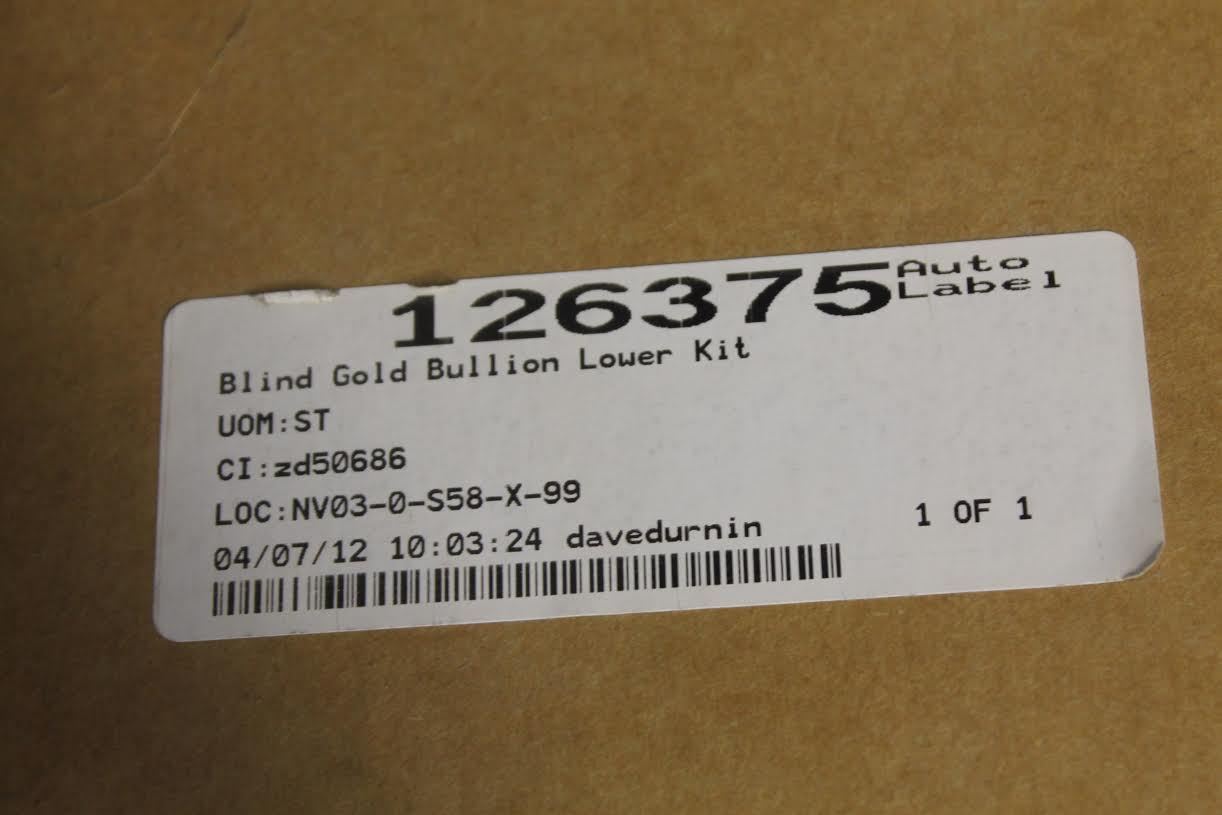 126375 Auto
Label
Blind Gold Bullion Lower Kit
UOM:ST
CI:zd50686
LOC:NV03-0-S58-X-99
04/07/12 10:03:24 davedurnin
1 OF 1